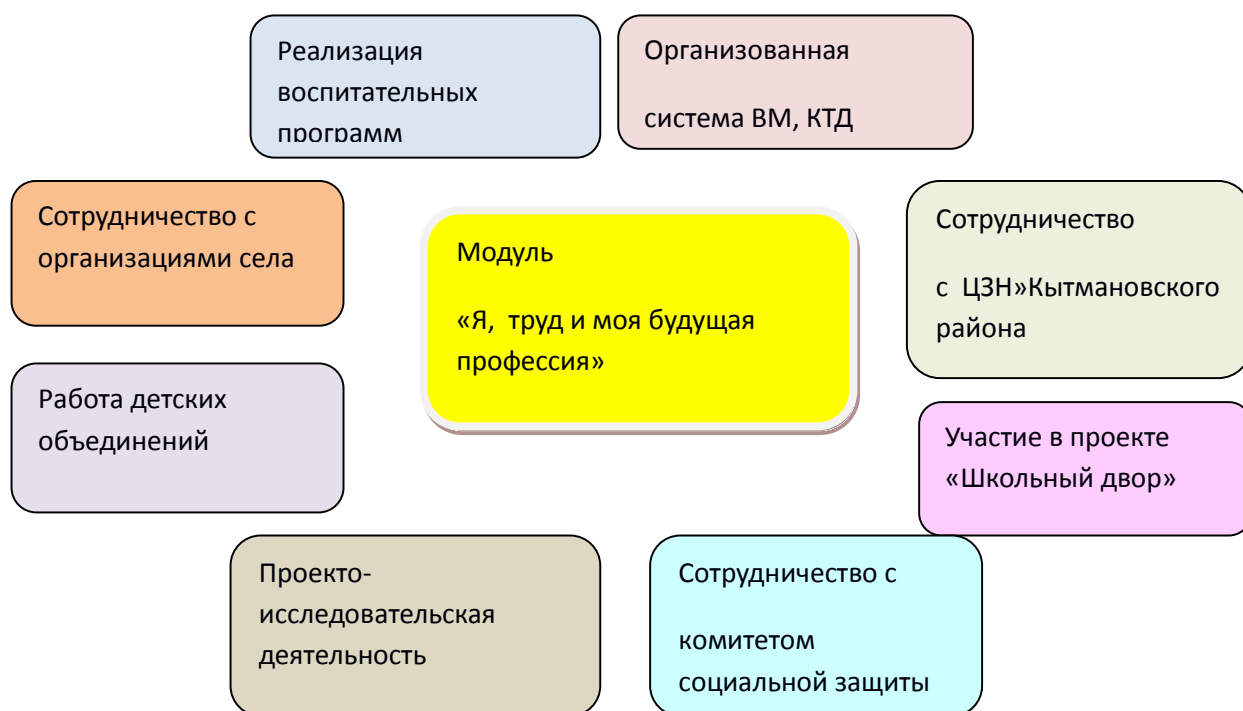 Реализация
воспитательных
программ
Организованная
система ВМ, КТД
Сотрудничество с
организациями села
Модуль
«Я, труд и моя будущая
профессия»
Сотрудничество
с ЦЗН»Кытмановского
района
Работа детских
объединений
Участие в проекте
«Школьный двор»
Проекто-
исследовательская
деятельность
Сотрудничество с
комитетом
социальной защиты